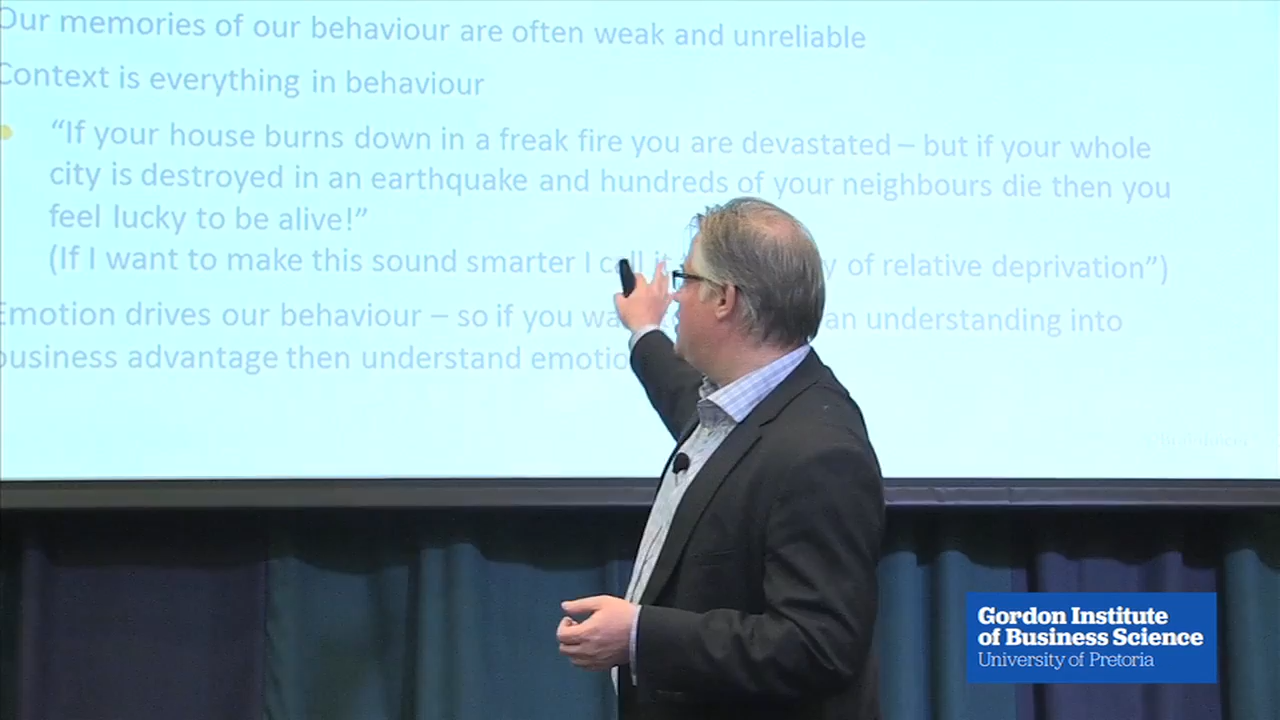 Our memories of our behaviour are often weak and unreliable
Context is everything in behaviour
“If your house burns down in a freak fire you are devastated – but if your whole
city is destroyed in an earthquake and hundreds of your neighbours die then you
feel lucky to be alive!”
(If I want to make this sound smarter I call it y of relative deprivation”)
Emotion drives our behaviour – so if you wa an understanding into
business advantage then understand emotio
Gordon Institute
of Business Science
University of Pretoria